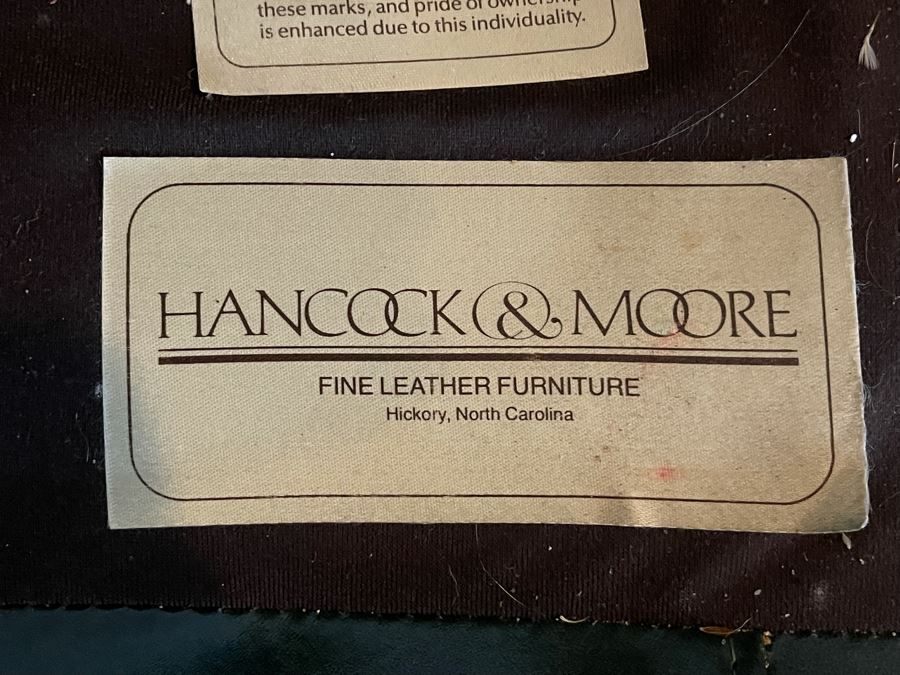 these marks, and pride of ownership
is enhanced due to this individuality.
HANCOCK & MOORE
FINE LEATHER FURNITURE
Hickory, North Carolina